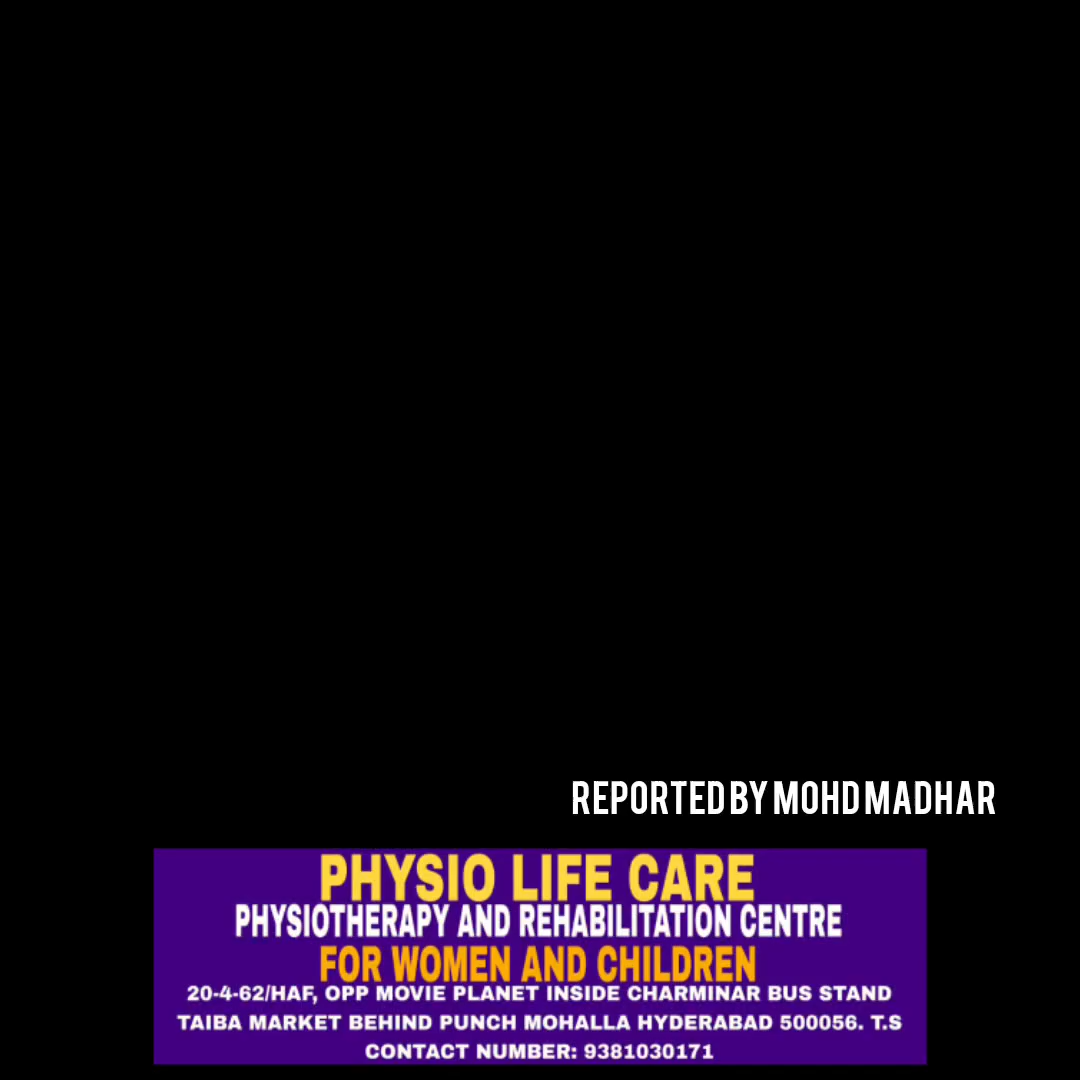 REPORTED BY MOHD MADHAR
PHYSIO LIFE CARE
PHYSIOTHERAPY AND REHABILITATION CENTRE
FOR WOMEN AND CHILDREN
20-4-62/HAF, OPP MOVIE PLANET INSIDE CHARMINAR BUS STAND
TAIBA MARKET BEHIND PUNCH MOHALLA HYDERABAD 500056. T.S
CONTACT NUMBER: 9381030171